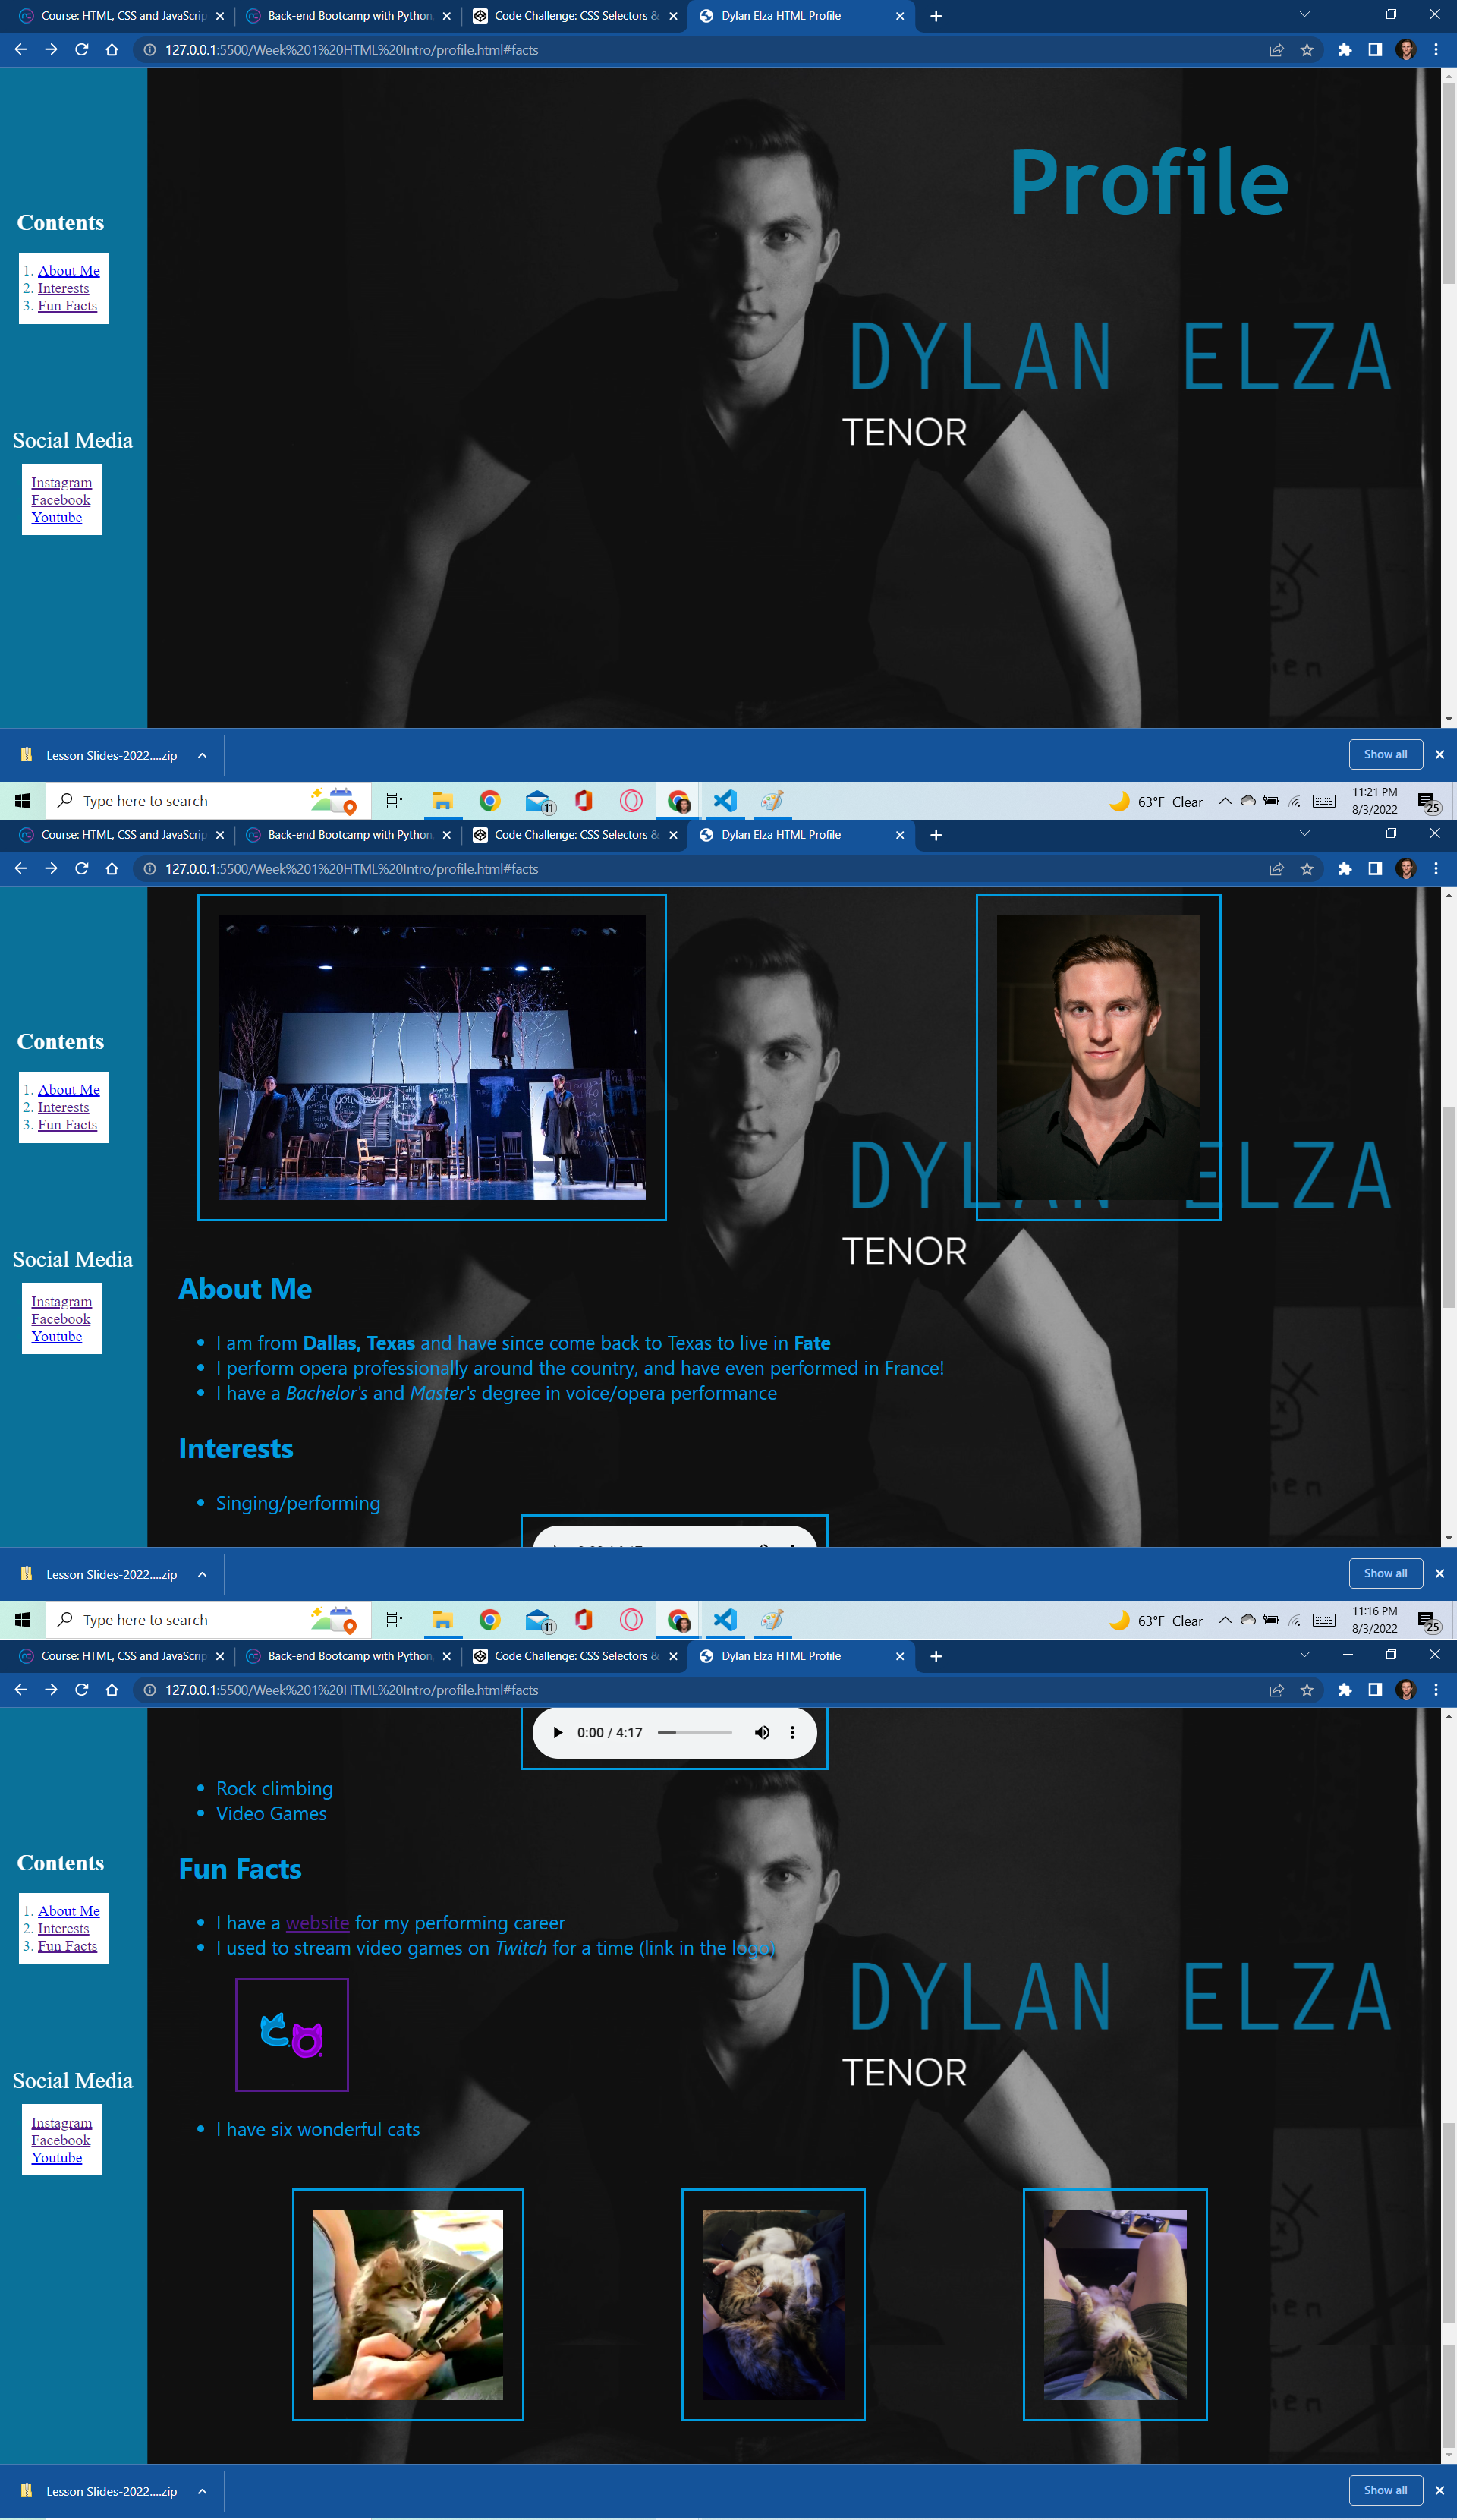 Course: HTML, CSS and JavaScrip
Back-end Bootcamp with Python,
Code Challenge: CSS Selectors &
Dylan Elza HTML Profile
127.0.0.1:5500/Week%201%20HTML%20Intro/profile.html#facts
Profile
Contents
1. About Me
2. Interests
3. Fun Facts
DYLAN ELZA
TENOR
Social Media
Instagram
Facebook
Youtube
Lesson Slides-2022....zip
Show all
Type here to search
11
63°F Clear
11:21 PM
8/3/2022
25
Course: HTML, CSS and JavaScrip
Back-end Bootcamp with Python,
Code Challenge: CSS Selectors &
Dylan Elza HTML Profile
127.0.0.1:5500/Week%201%20HTML%20Intro/profile.html#facts
Contents
1. About Me
2. Interests
3. Fun Facts
DYLAN ELZA
TENOR
Social Media
Instagram
Facebook
Youtube
About Me
• I am from Dallas, Texas and have since come back to Texas to live in Fate
• I perform opera professionally around the country, and have even performed in France!
• I have a Bachelor's and Master's degree in voice/opera performance
Interests
• Singing/performing
Lesson Slides-2022....zip
Show all
Type here to search
11
63°F Clear
11:16 PM
8/3/2022
25
Course: HTML, CSS and JavaScrip
Back-end Bootcamp with Python,
Code Challenge: CSS Selectors &
Dylan Elza HTML Profile
127.0.0.1:5500/Week%201%20HTML%20Intro/profile.html#facts
0:00 / 4:17
• Rock climbing
• Video Games
Contents
1. About Me
2. Interests
3. Fun Facts
Fun Facts
• I have a website for my performing career
• I used to stream video games on Twitch for a time (link in the logo)
DYLAN ELZA
TENOR
Social Media
Instagram
Facebook
Youtube
• I have six wonderful cats
Lesson Slides-2022....zip
Show all